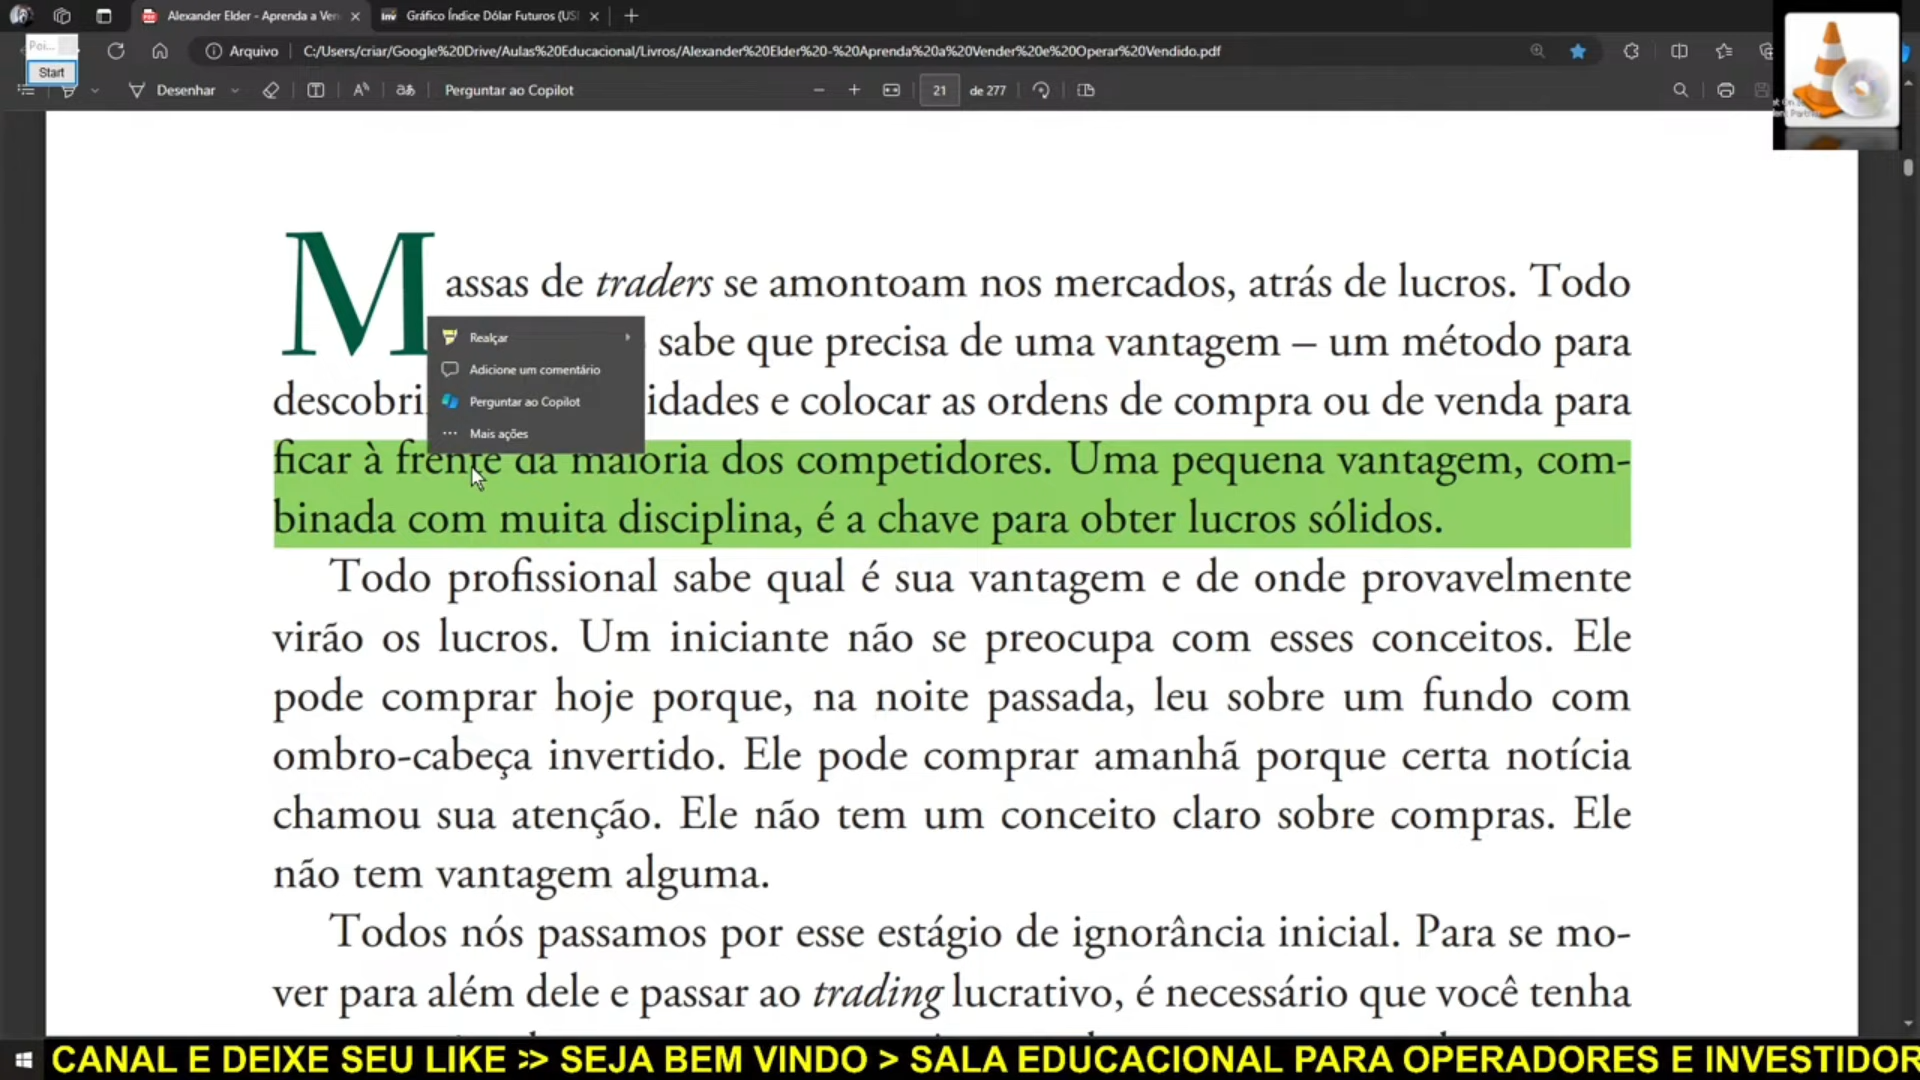 Alexander Elder - Aprenda a Ven
Gráfico Índice Dólar Futuros (US
Poi...
Start
Arquivo
C:/Users/criar/Google%20Drive/Aulas%20Educacional/Livros/Alexander%20Elder%20-%20Aprenda%20a%20Vender%20e%20Operar%20Vendido.pdf
Desenhar
Perguntar ao Copilot
21 de 277
Massas de traders se amontoam nos mercados, atrás de lucros. Todo
sabe que precisa de uma vantagem – um método para
descobri idades e colocar as ordens de compra ou de venda para
ficar à frente da maioria dos competidores. Uma pequena vantagem, com-
binada com muita disciplina, é a chave para obter lucros sólidos.
Realçar
Adicione um comentário
Perguntar ao Copilot
Mais ações
Todo profissional sabe qual é sua vantagem e de onde provavelmente
virão os lucros. Um iniciante não se preocupa com esses conceitos. Ele
pode comprar hoje porque, na noite passada, leu sobre um fundo com
ombro-cabeça invertido. Ele pode comprar amanhã porque certa notícia
chamou sua atenção. Ele não tem um conceito claro sobre compras. Ele
não tem vantagem alguma.
Todos nós passamos por esse estágio de ignorância inicial. Para se mo-
ver para além dele e passar ao trading lucrativo, é necessário que você tenha
CANAL E DEIXE SEU LIKE >> SEJA BEM VINDO > SALA EDUCACIONAL PARA OPERADORES E INVESTIDOR